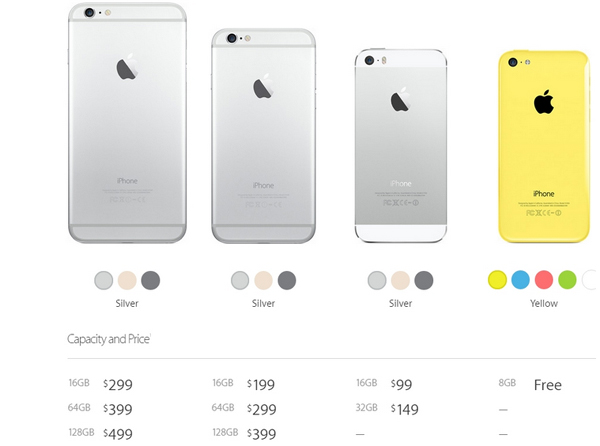 iPhone
iPhone
iPhone
iPhone
Silver Silver Silver Yellow
Capacity and Price
16GB $299 16GB $199 16GB $99 8GB Free
64GB $399 64GB $299 32GB $149 —
128GB $499 128GB $399 — —